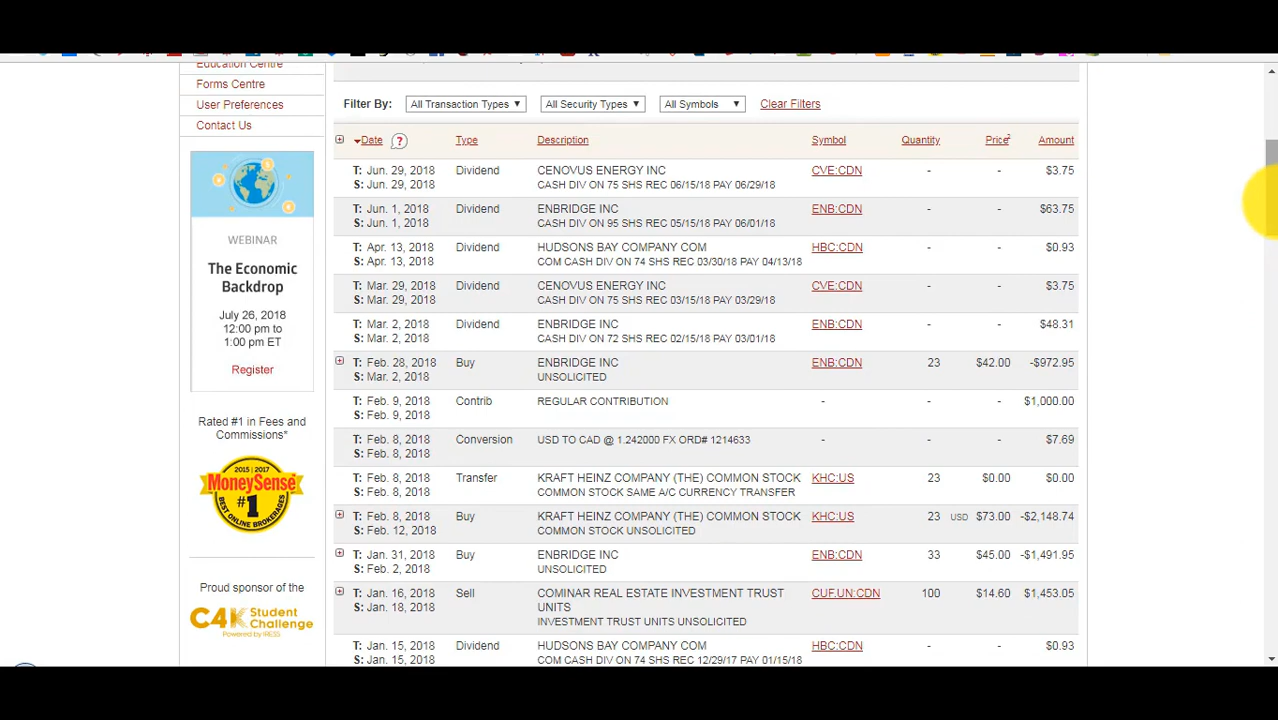 Education Centre
Forms Centre
User Preferences
Contact Us
WEBINAR
The Economic
Backdrop
July 26, 2018
12:00 pm to
1:00 pm ET
Register
Rated #1 in Fees and
Commissions*
2015 | 2017
MoneySense
#1
BEST ONLINE BROKERAGES
Proud sponsor of the
C4K Student
Challenge
Powered by IRESS
Filter By: All Transaction Types ▼ All Security Types ▼ All Symbols ▼ Clear Filters
Date ? Type Description Symbol Quantity Price² Amount
T: Jun. 29, 2018 Dividend CENOVUS ENERGY INC CVE:CDN - - $3.75
S: Jun. 29, 2018 CASH DIV ON 75 SHS REC 06/15/18 PAY 06/29/18
T: Jun. 1, 2018 Dividend ENBRIDGE INC ENB:CDN - - $63.75
S: Jun. 1, 2018 CASH DIV ON 95 SHS REC 05/15/18 PAY 06/01/18
T: Apr. 13, 2018 Dividend HUDSONS BAY COMPANY COM HBC:CDN - - $0.93
S: Apr. 13, 2018 COM CASH DIV ON 74 SHS REC 03/30/18 PAY 04/13/18
T: Mar. 29, 2018 Dividend CENOVUS ENERGY INC CVE:CDN - - $3.75
S: Mar. 29, 2018 CASH DIV ON 75 SHS REC 03/15/18 PAY 03/29/18
T: Mar. 2, 2018 Dividend ENBRIDGE INC ENB:CDN - - $48.31
S: Mar. 2, 2018 CASH DIV ON 72 SHS REC 02/15/18 PAY 03/01/18
T: Feb. 28, 2018 Buy ENBRIDGE INC ENB:CDN 23 $42.00 -$972.95
S: Mar. 2, 2018 UNSOLICITED
T: Feb. 9, 2018 Contrib REGULAR CONTRIBUTION - - - $1,000.00
S: Feb. 9, 2018
T: Feb. 8, 2018 Conversion USD TO CAD @ 1.242000 FX ORD# 1214633 - - - $7.69
S: Feb. 8, 2018
T: Feb. 8, 2018 Transfer KRAFT HEINZ COMPANY (THE) COMMON STOCK KHC:US 23 $0.00 $0.00
S: Feb. 8, 2018 COMMON STOCK SAME A/C CURRENCY TRANSFER
T: Feb. 8, 2018 Buy KRAFT HEINZ COMPANY (THE) COMMON STOCK KHC:US 23 USD $73.00 -$2,148.74
S: Feb. 12, 2018 COMMON STOCK UNSOLICITED
T: Jan. 31, 2018 Buy ENBRIDGE INC ENB:CDN 33 $45.00 -$1,491.95
S: Feb. 2, 2018 UNSOLICITED
T: Jan. 16, 2018 Sell COMINAR REAL ESTATE INVESTMENT TRUST CUF.UN:CDN 100 $14.60 $1,453.05
S: Jan. 18, 2018 UNITS
INVESTMENT TRUST UNITS UNSOLICITED
T: Jan. 15, 2018 Dividend HUDSONS BAY COMPANY COM HBC:CDN - - $0.93
S: Jan. 15, 2018 COM CASH DIV ON 74 SHS REC 12/29/17 PAY 01/15/18